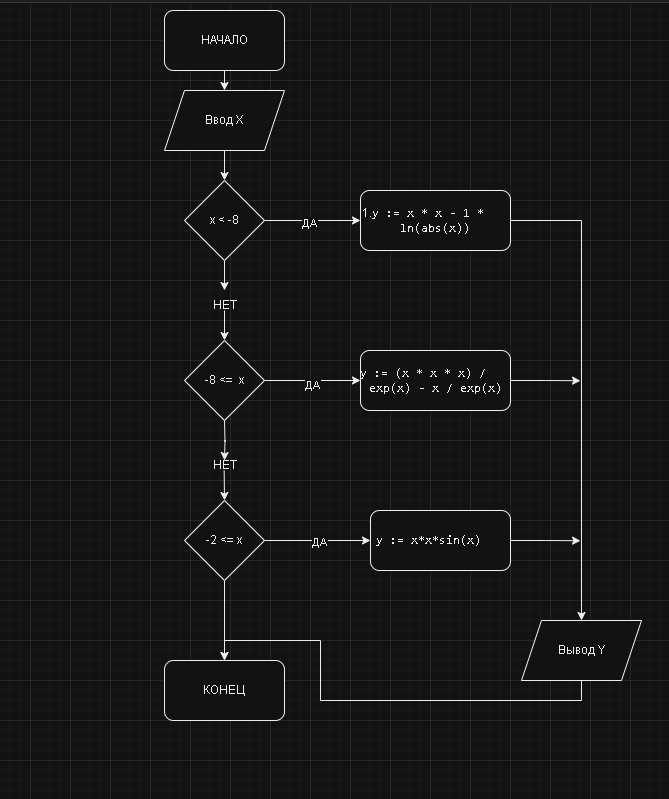 НАЧАЛО
Ввод X
x < -8
ДА
1.y := x * x - 1 *
ln(abs(x))
НЕТ
-8 <= x
ДА
y := (x * x * x) /
exp(x) - x / exp(x)
НЕТ
-2 <= x
ДА
y := x*x*sin(x)
Вывод Y
КОНЕЦ